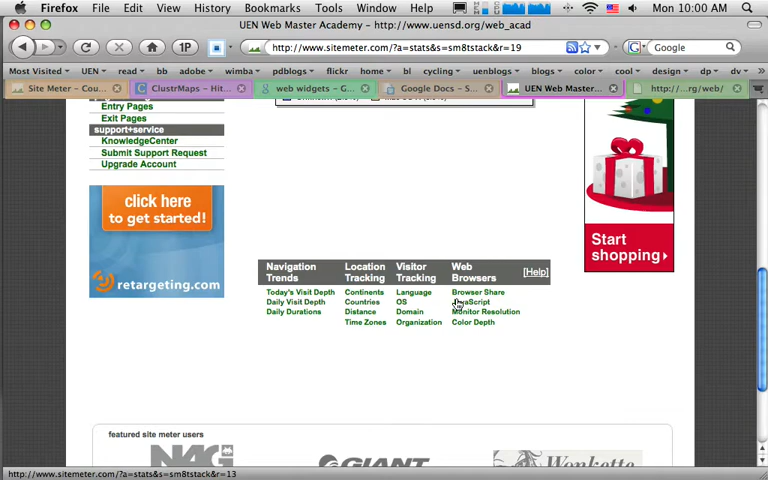 Firefox File Edit View History Bookmarks Tools Window Help Mon 10:00 AM
UEN Web Master Academy - http://www.uensd.org/web_acad
1P http://www.sitemeter.com/?a=stats&s=sm8tstack&r=19 Google
Most Visited UEN read bb adobe wimba pdblogs flickr home bl cycling uenblogs blogs color cool design dp dv
Site Meter - Cou... ClustrMaps - Hit... web widgets - G... Google Docs - S... UEN Web Master... http://...rg/web/
Entry Pages
Exit Pages
support+service
KnowledgeCenter
Submit Support Request
Upgrade Account
click here
to get started!
retargeting.com
Start
shopping
Navigation Trends
Location Tracking
Visitor Tracking
Web Browsers
[Help]
Today's Visit Depth Continents Language Browser Share
Daily Visit Depth Countries OS JavaScript
Daily Durations Distance Domain Monitor Resolution
Time Zones Organization Color Depth
featured site meter users
NAG GIANT Wonkette
http://www.sitemeter.com/?a=stats&s=sm8tstack&r=13